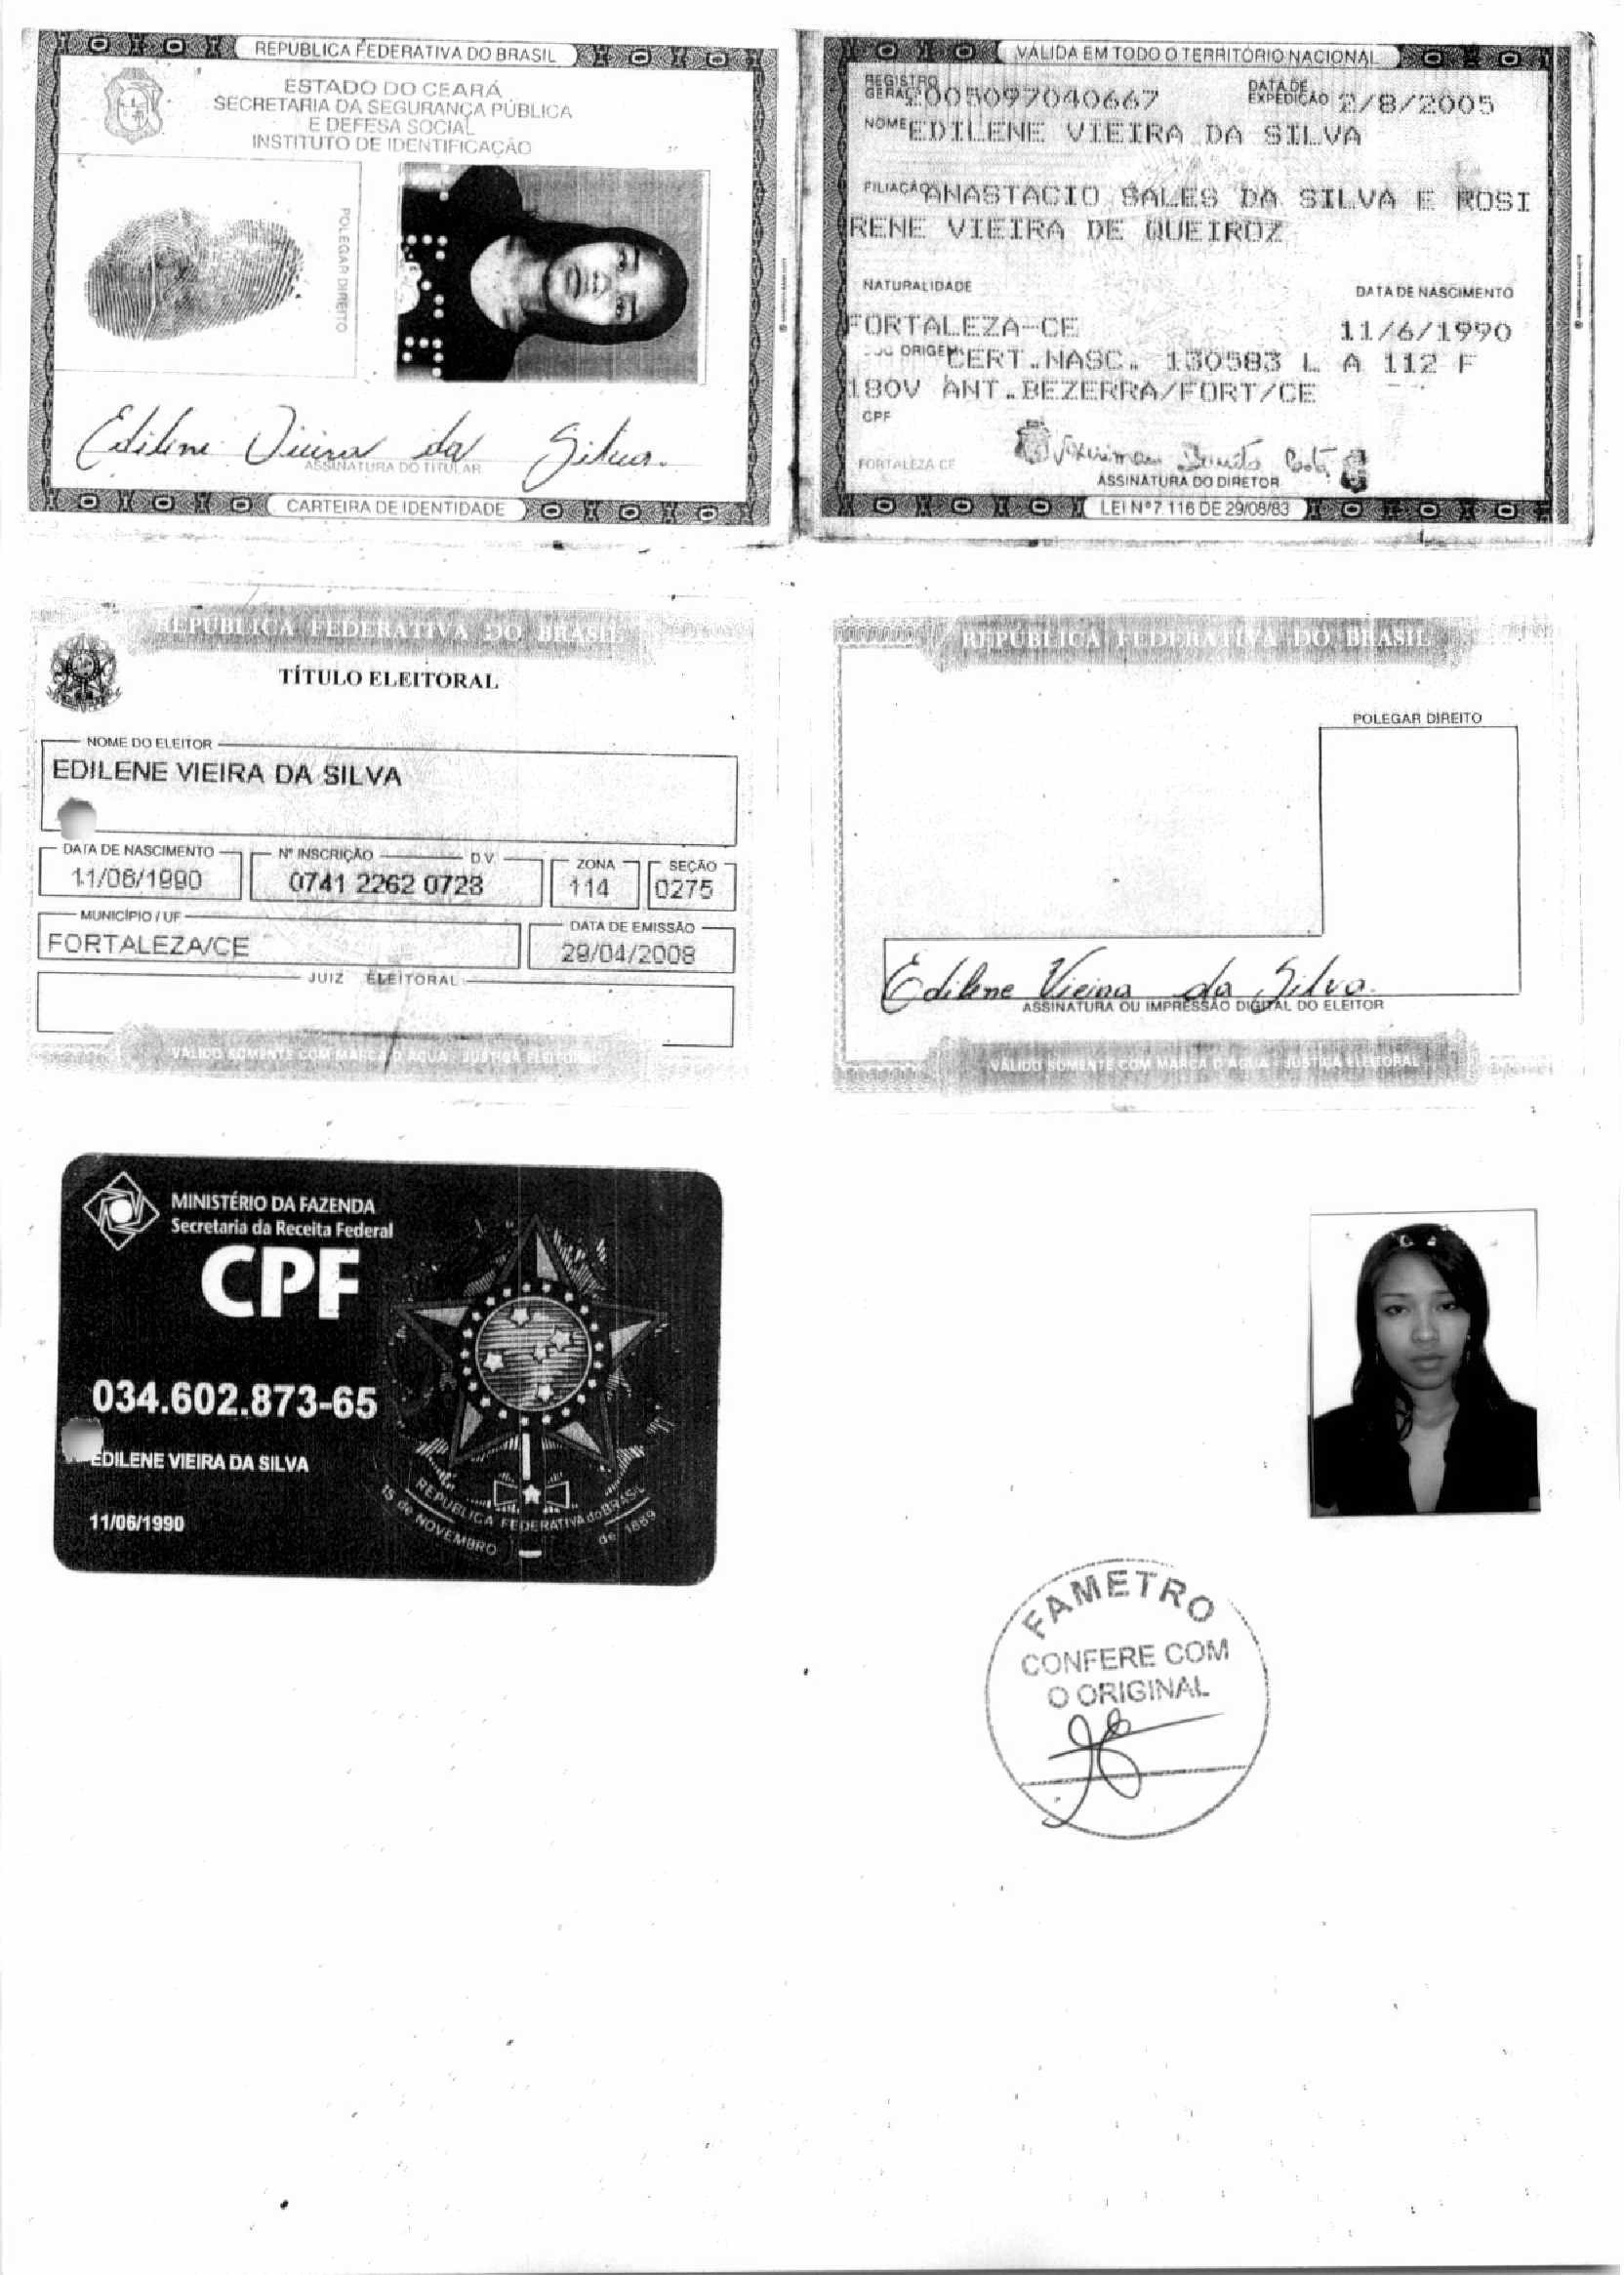 REPÚBLICA FEDERATIVA DO BRASIL
ESTADO DO CEARÁ
SECRETARIA DA SEGURANÇA PÚBLICA
E DEFESA SOCIAL
INSTITUTO DE IDENTIFICAÇÃO
POLEGAR DIREITO
Edilene Vieira da Silva.
ASSINATURA DO TITULAR
CARTEIRA DE IDENTIDADE
VÁLIDA EM TODO O TERRITÓRIO NACIONAL
REGISTRO GERAL 2005097040667 DATA DE EXPEDIÇÃO 2/8/2005
NOME EDILENE VIEIRA DA SILVA
FILIAÇÃO ANASTACIO SALES DA SILVA E ROSI
RENE VIEIRA DE QUEIROZ
NATURALIDADE DATA DE NASCIMENTO
FORTALEZA-CE 11/6/1990
DOC ORIGEM CERT.NASC. 130583 L A 112 F
180V ANT.BEZERRA/FORT/CE
CPF
FORTALEZA CE
ASSINATURA DO DIRETOR
LEI Nº 7.116 DE 29/08/83
REPÚBLICA FEDERATIVA DO BRASIL
TÍTULO ELEITORAL
NOME DO ELEITOR
EDILENE VIEIRA DA SILVA
DATA DE NASCIMENTO Nº INSCRIÇÃO D.V. ZONA SEÇÃO
11/06/1990 0741 2262 0723 114 0275
MUNICÍPIO / UF DATA DE EMISSÃO
FORTALEZA/CE 29/04/2008
JUIZ ELEITORAL
VÁLIDO SOMENTE COM MARCA D'ÁGUA - JUSTIÇA ELEITORAL
REPÚBLICA FEDERATIVA DO BRASIL
POLEGAR DIREITO
Edilene Vieira da Silva.
ASSINATURA OU IMPRESSÃO DIGITAL DO ELEITOR
VÁLIDO SOMENTE COM MARCA D'ÁGUA - JUSTIÇA ELEITORAL
MINISTÉRIO DA FAZENDA
Secretaria da Receita Federal
CPF
034.602.873-65
EDILENE VIEIRA DA SILVA
11/06/1990
REPUBLICA FEDERATIVA do BRASIL
15 de NOVEMBRO de 1889
FAMETRO
CONFERE COM
O ORIGINAL